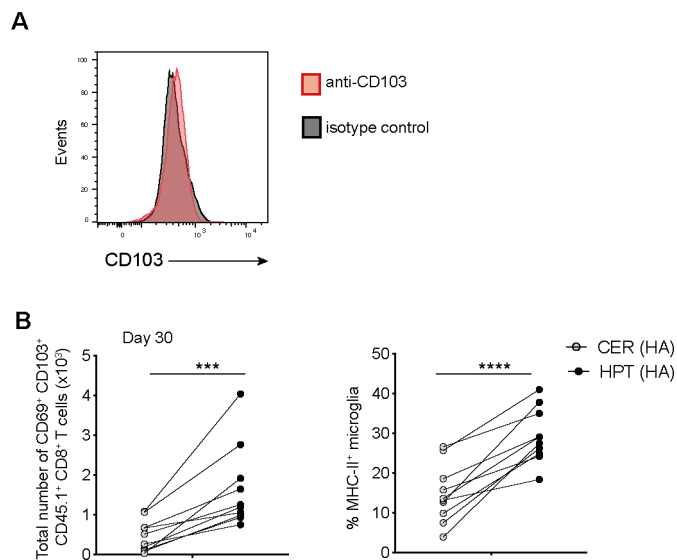 A
100
80
60
40
20
0
Events
0
10³
10⁴
CD103
anti-CD103
isotype control
B
Day 30
Total number of CD69⁺ CD103⁺
CD45.1⁺ CD8⁺ T cells (x10³)
5
4
3
2
1
0
***
% MHC-II⁺ microglia
50
40
30
20
10
0
****
CER (HA)
HPT (HA)